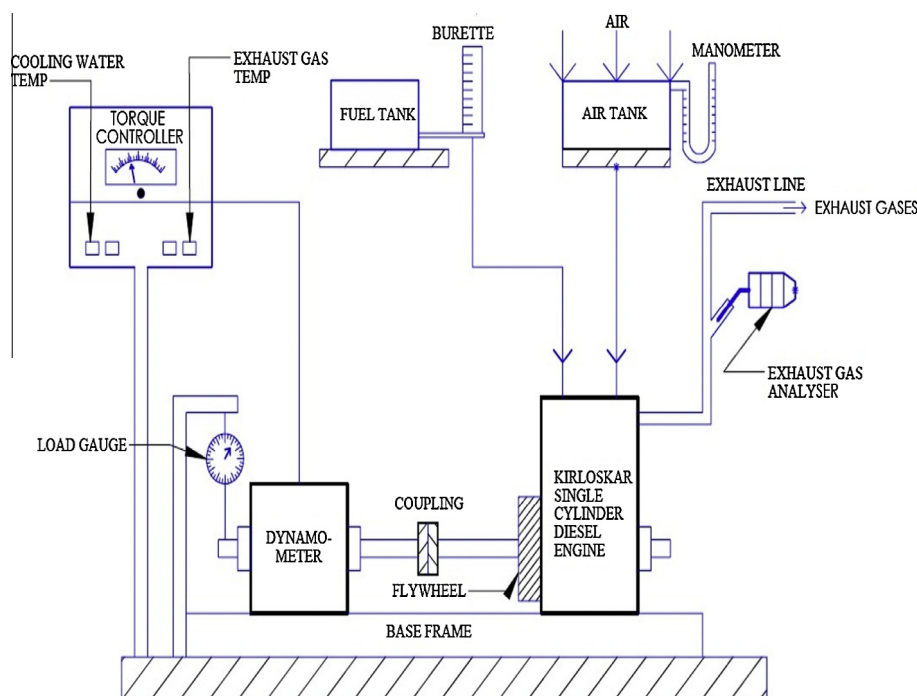 AIR
BURETTE
MANOMETER
COOLING WATER
TEMP
EXHAUST GAS
TEMP
TORQUE
CONTROLLER
FUEL TANK
AIR TANK
EXHAUST LINE
EXHAUST GASES
EXHAUST GAS
ANALYSER
LOAD GAUGE
KIRLOSKAR
SINGLE
CYLINDER
DIESEL
ENGINE
COUPLING
DYNAMO-
METER
FLYWHEEL
BASE FRAME